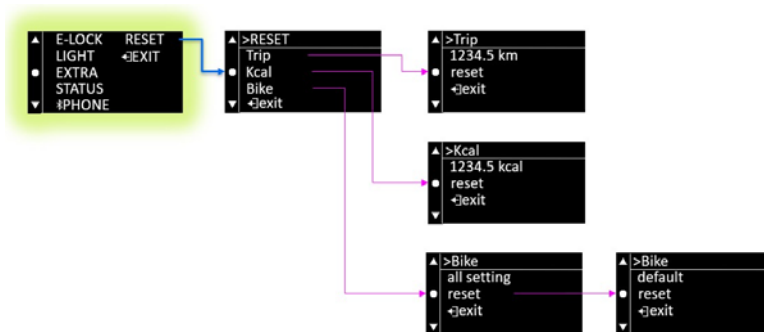 E-LOCK RESET
LIGHT EXIT
EXTRA
STATUS
PHONE
>RESET
Trip
Kcal
Bike
exit
>Trip
1234.5 km
reset
exit
>Kcal
1234.5 kcal
reset
exit
>Bike
all setting
reset
exit
>Bike
default
reset
exit